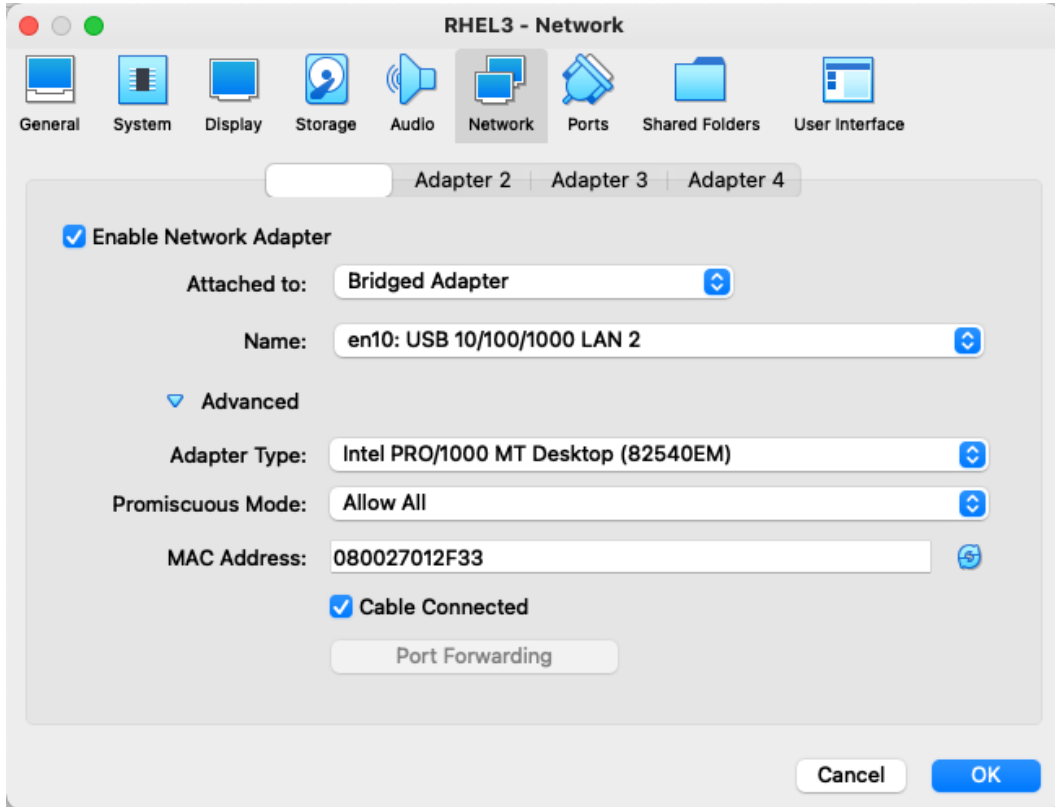 RHEL3 - Network
General System Display Storage Audio Network Ports Shared Folders User Interface
Adapter 2 Adapter 3 Adapter 4
Enable Network Adapter
Attached to: Bridged Adapter
Name: en10: USB 10/100/1000 LAN 2
Advanced
Adapter Type: Intel PRO/1000 MT Desktop (82540EM)
Promiscuous Mode: Allow All
MAC Address: 080027012F33
Cable Connected
Port Forwarding
Cancel OK